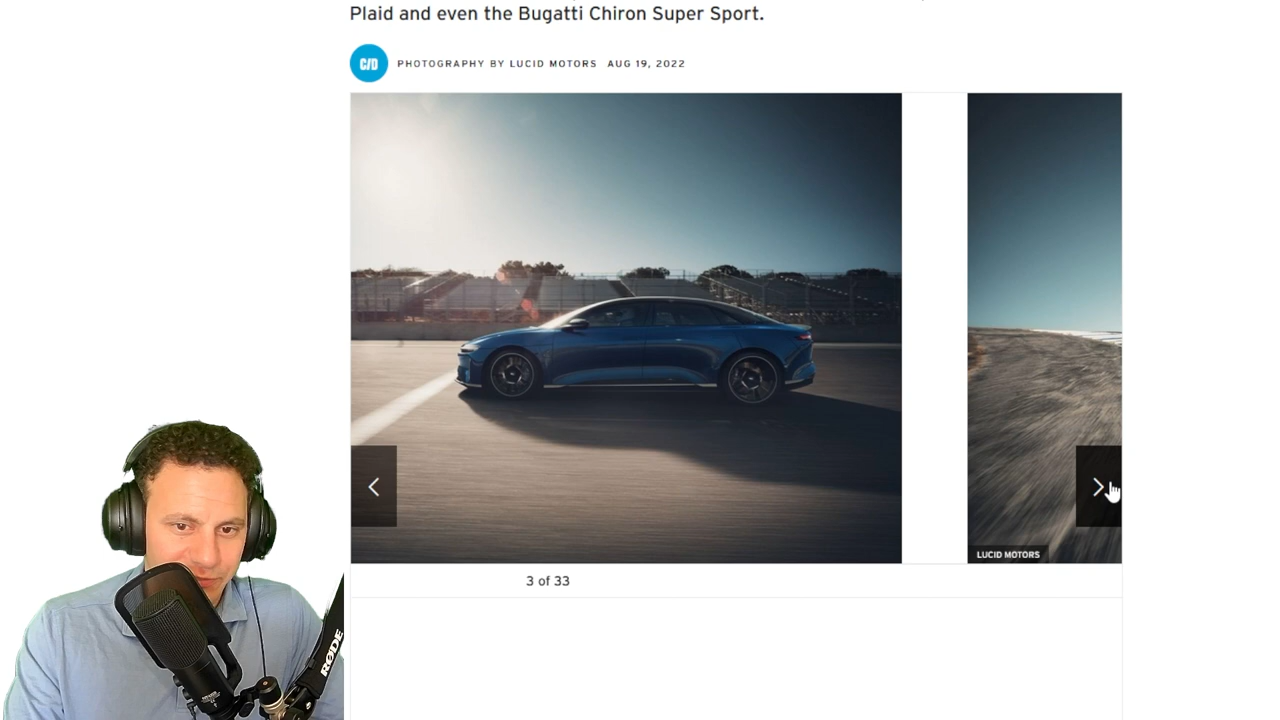 Plaid and even the Bugatti Chiron Super Sport.
C/D
PHOTOGRAPHY BY LUCID MOTORS AUG 19, 2022
LUCID MOTORS
3 of 33
RØDE